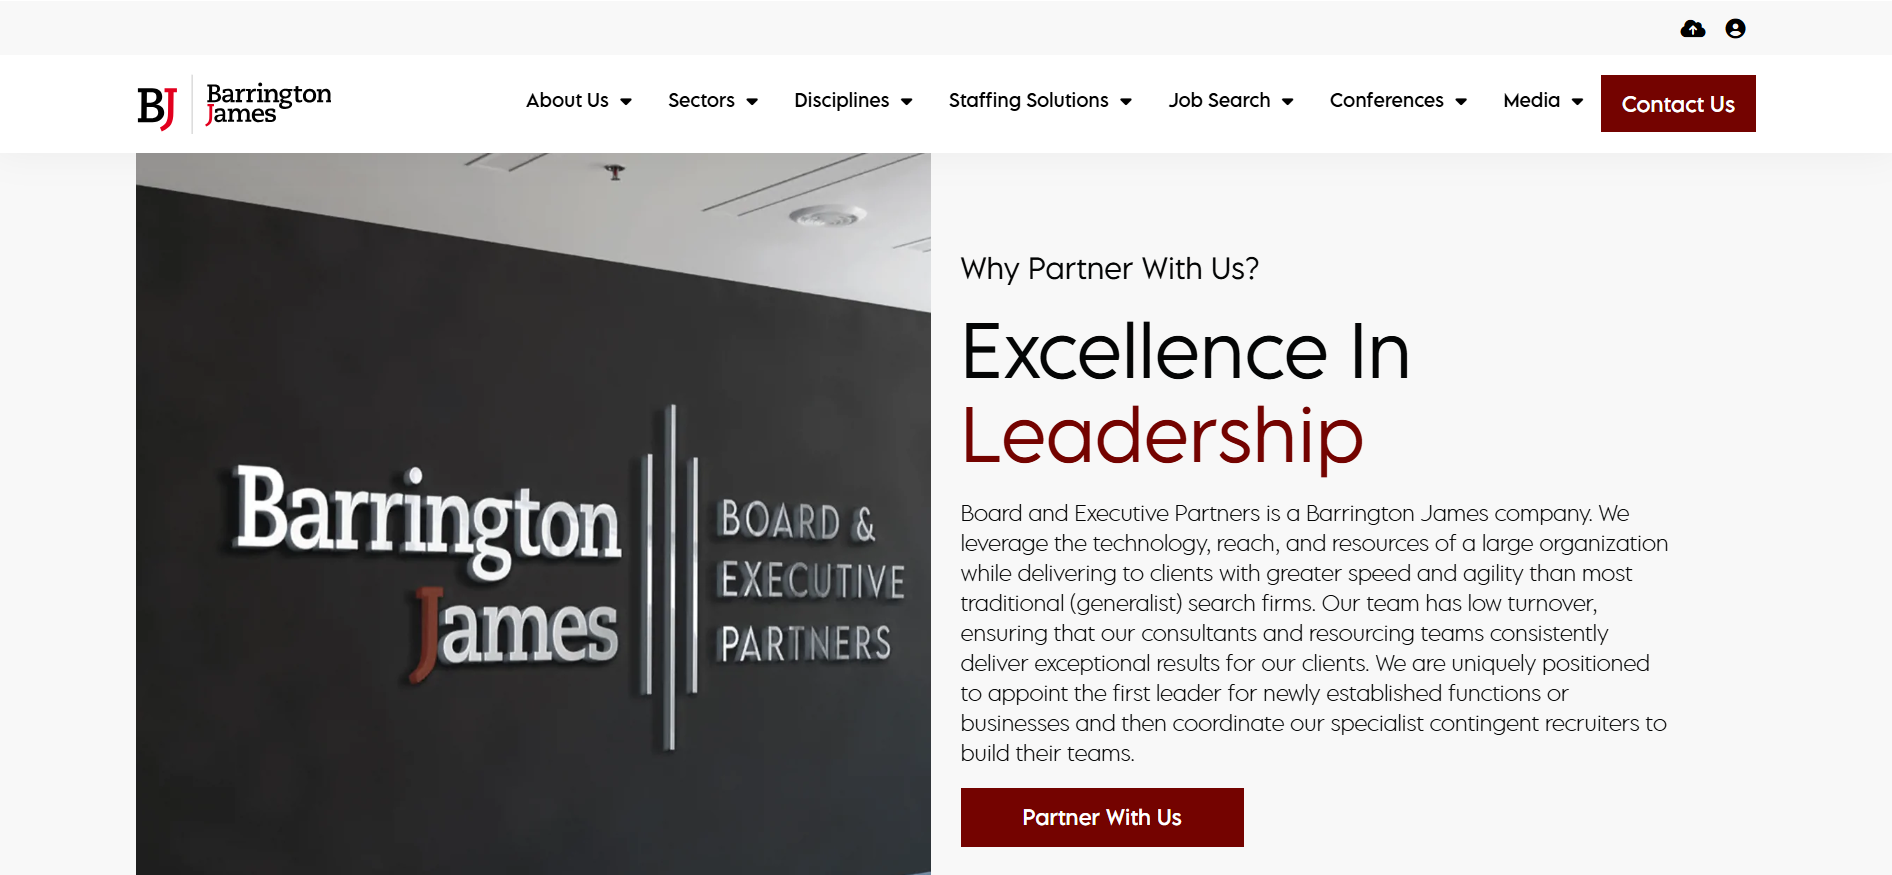 BJ
Barrington
James
About Us
Sectors
Disciplines
Staffing Solutions
Job Search
Conferences
Media
Contact Us
Barrington
James
BOARD &
EXECUTIVE
PARTNERS
Why Partner With Us?
Excellence In
Leadership
Board and Executive Partners is a Barrington James company. We
leverage the technology, reach, and resources of a large organization
while delivering to clients with greater speed and agility than most
traditional (generalist) search firms. Our team has low turnover,
ensuring that our consultants and resourcing teams consistently
deliver exceptional results for our clients. We are uniquely positioned
to appoint the first leader for newly established functions or
businesses and then coordinate our specialist contingent recruiters to
build their teams.
Partner With Us